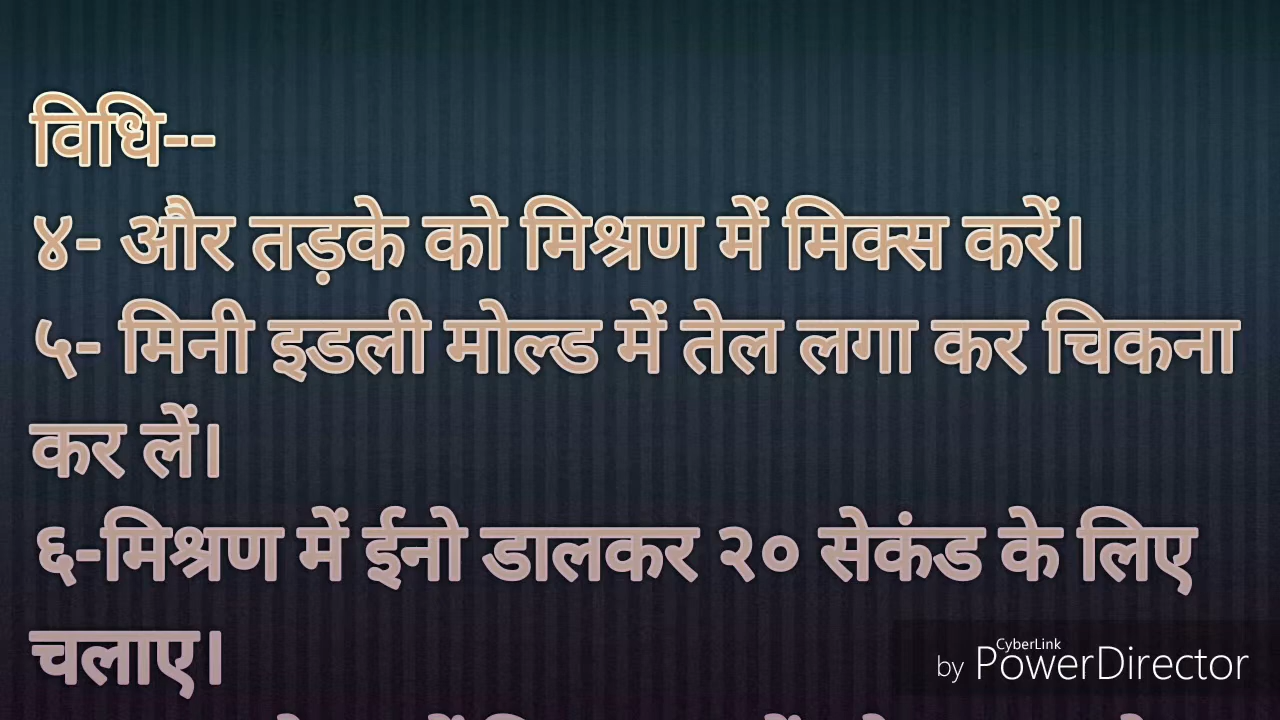 विधि--
४- और तड़के को मिश्रण में मिक्स करें।
५- मिनी इडली मोल्ड में तेल लगा कर चिकना
कर लें।
६-मिश्रण में ईनो डालकर २० सेकंड के लिए
चलाए।
CyberLink
by PowerDirector